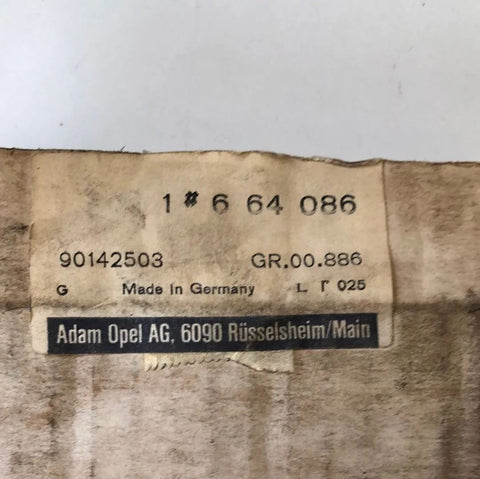 1 # 6 64 086
90142503 GR.00.886
G Made in Germany L Γ 025
Adam Opel AG, 6090 Rüsselsheim/Main